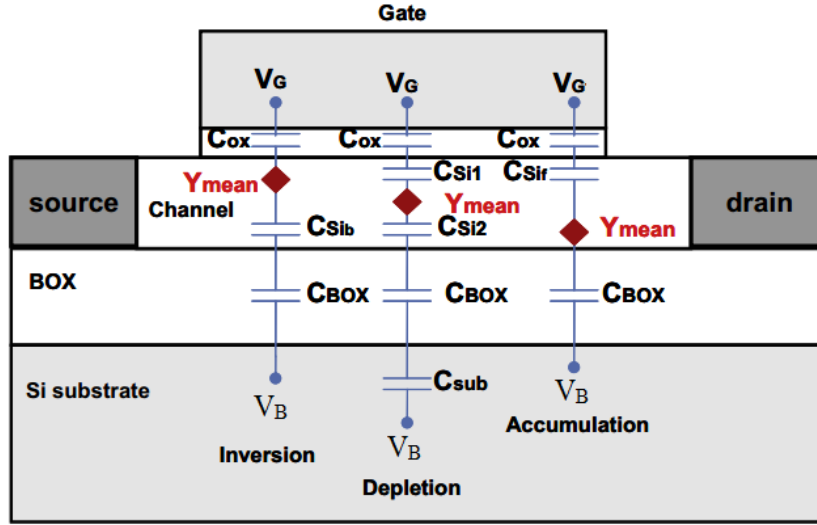 Gate
VG VG VG
Cox Cox Cox
CSi1 CSif
Ymean
source Channel Ymean drain
CSib CSi2 Ymean
BOX
CBOX CBOX CBOX
Si substrate Csub
VB VB
Inversion VB Accumulation
Depletion